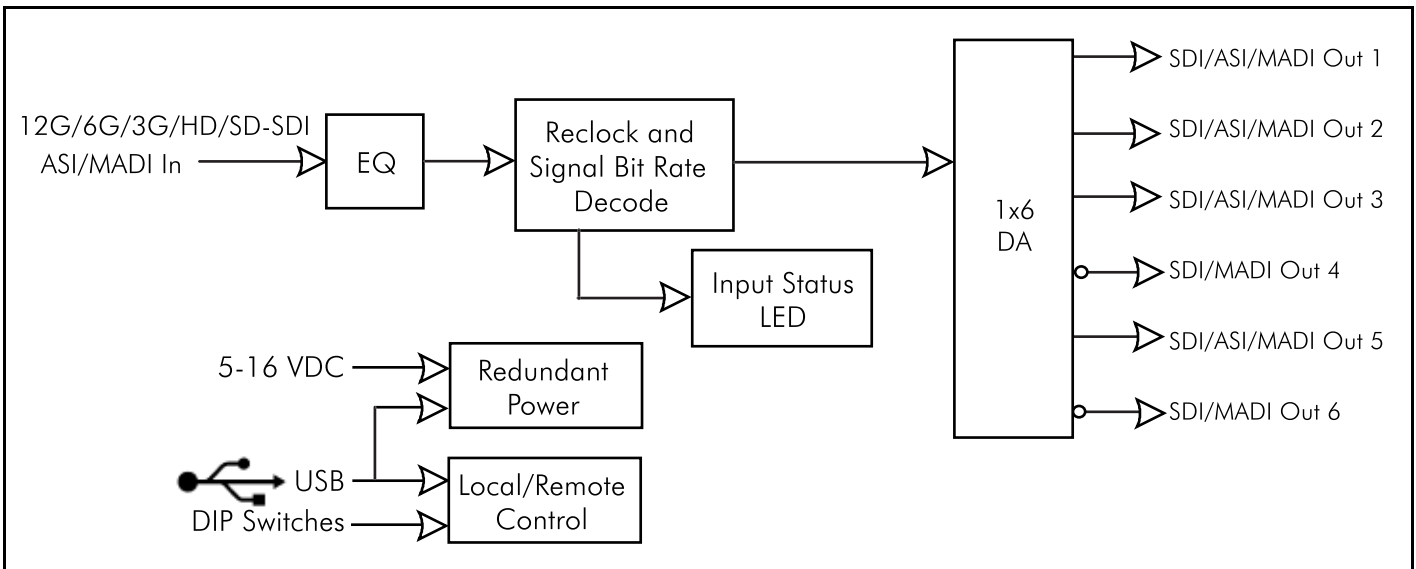 12G/6G/3G/HD/SD-SDI
ASI/MADI In
EQ
Reclock and
Signal Bit Rate
Decode
Input Status
LED
1x6
DA
SDI/ASI/MADI Out 1
SDI/ASI/MADI Out 2
SDI/ASI/MADI Out 3
SDI/MADI Out 4
SDI/ASI/MADI Out 5
SDI/MADI Out 6
5-16 VDC
Redundant
Power
USB
DIP Switches
Local/Remote
Control